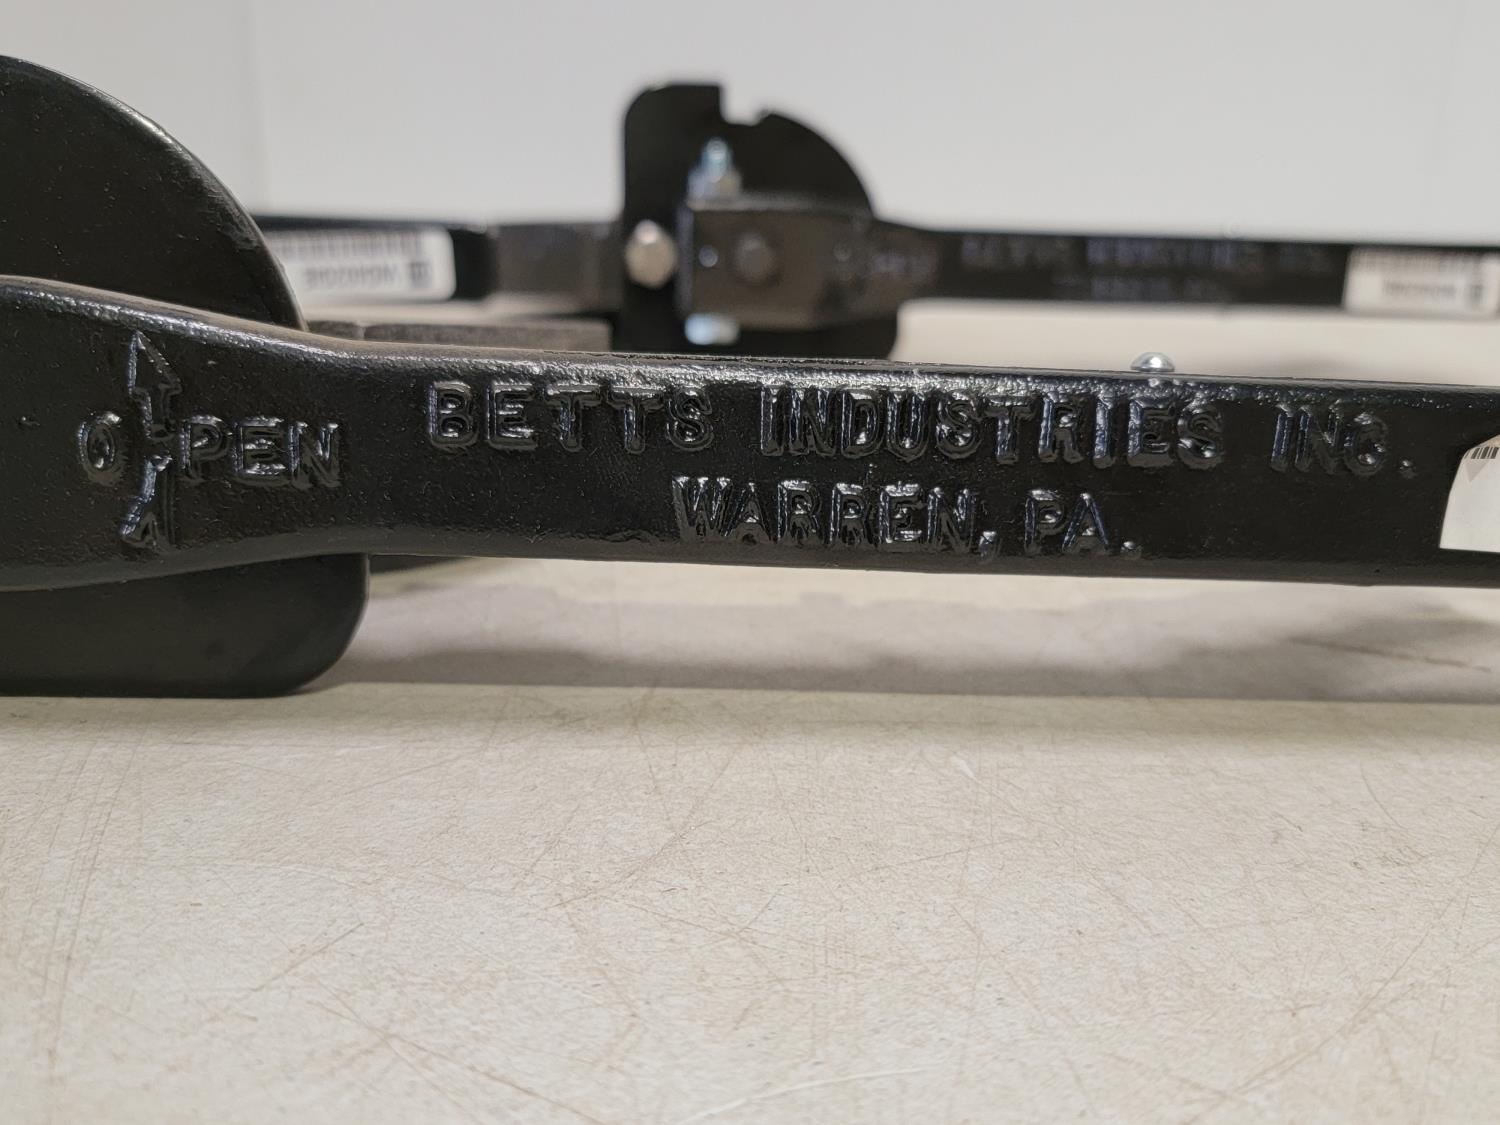 OPEN
BETTS INDUSTRIES INC.
WARREN, PA.